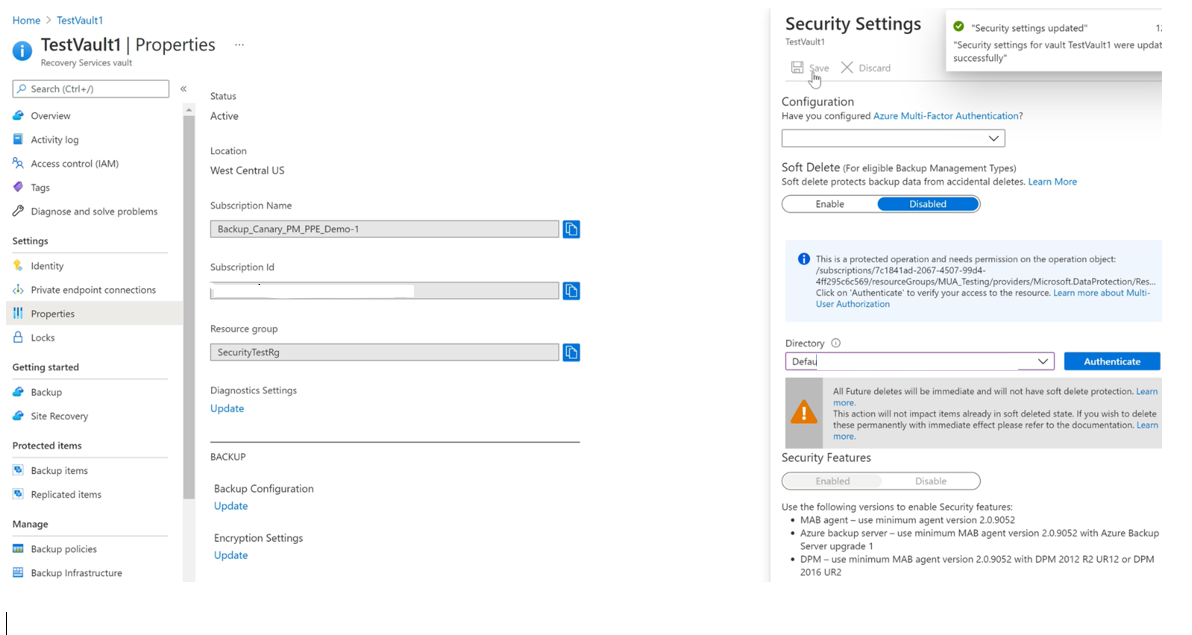 Home > TestVault1
TestVault1 | Properties ...
Recovery Services vault
Search (Ctrl+/)
«
Overview
Activity log
Access control (IAM)
Tags
Diagnose and solve problems
Settings
Identity
Private endpoint connections
Properties
Locks
Getting started
Backup
Site Recovery
Protected items
Backup items
Replicated items
Manage
Backup policies
Backup Infrastructure
Status
Active
Location
West Central US
Subscription Name
Backup_Canary_PM_PPE_Demo-1
Subscription Id
Resource group
SecurityTestRg
Diagnostics Settings
Update
BACKUP
Backup Configuration
Update
Encryption Settings
Update
Security Settings
TestVault1
Save Discard
"Security settings updated" 12
"Security settings for vault TestVault1 were updat
successfully"
Configuration
Have you configured Azure Multi-Factor Authentication?
Soft Delete (For eligible Backup Management Types)
Soft delete protects backup data from accidental deletes. Learn More
Enable Disabled
This is a protected operation and needs permission on the operation object:
/subscriptions/7c1841ad-2067-4507-99d4-
4ff295c6c569/resourceGroups/MUA_Testing/providers/Microsoft.DataProtection/Res...
Click on 'Authenticate' to verify your access to the resource. Learn more about Multi-
User Authorization
Directory
Defau
Authenticate
All Future deletes will be immediate and will not have soft delete protection. Learn
more.
This action will not impact items already in soft deleted state. If you wish to delete
these permanently with immediate effect please refer to the documentation. Learn
more.
Security Features
Enabled Disable
Use the following versions to enable Security features:
• MAB agent – use minimum agent version 2.0.9052
• Azure backup server – use minimum MAB agent version 2.0.9052 with Azure Backup
Server upgrade 1
• DPM – use minimum MAB agent version 2.0.9052 with DPM 2012 R2 UR12 or DPM
2016 UR2